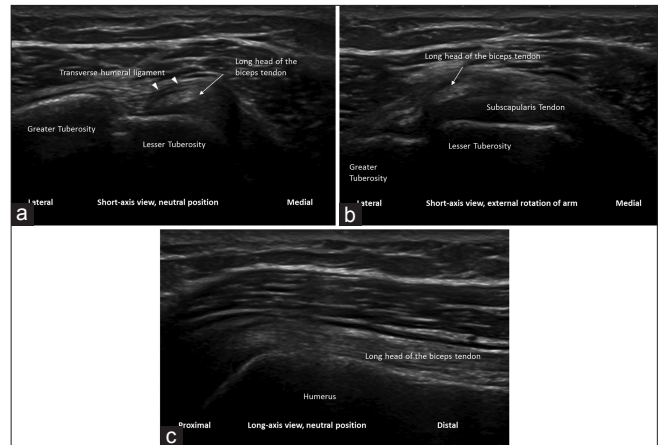 Transverse humeral ligament
Long head of the
biceps tendon
Greater Tuberosity
Lesser Tuberosity
Lateral Short-axis view, neutral position Medial
a
Long head of the biceps tendon
Subscapularis Tendon
Lesser Tuberosity
Greater
Tuberosity
Lateral Short-axis view, external rotation of arm Medial
b
Long head of the biceps tendon
Humerus
Proximal Long-axis view, neutral position Distal
c